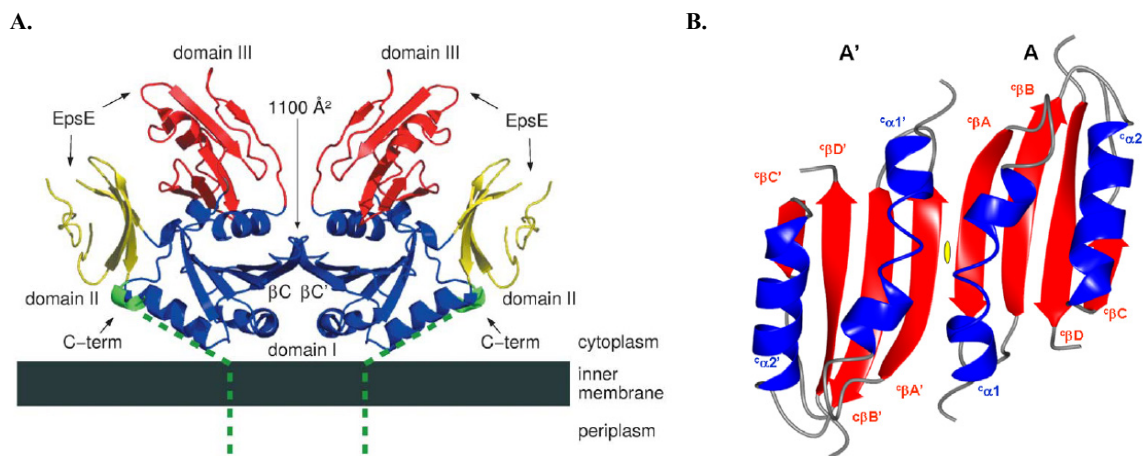 A.
domain III
domain III
EpsE
1100 Å²
EpsE
βC
βC'
domain II
domain II
C-term
domain I
C-term
cytoplasm
inner
membrane
periplasm
B.
A'
A
ᶜβB
ᶜα1'
ᶜβA
ᶜα2
ᶜβD'
ᶜβC'
ᶜβC
ᶜβD
ᶜα2'
ᶜα1
ᶜβA'
cβB'